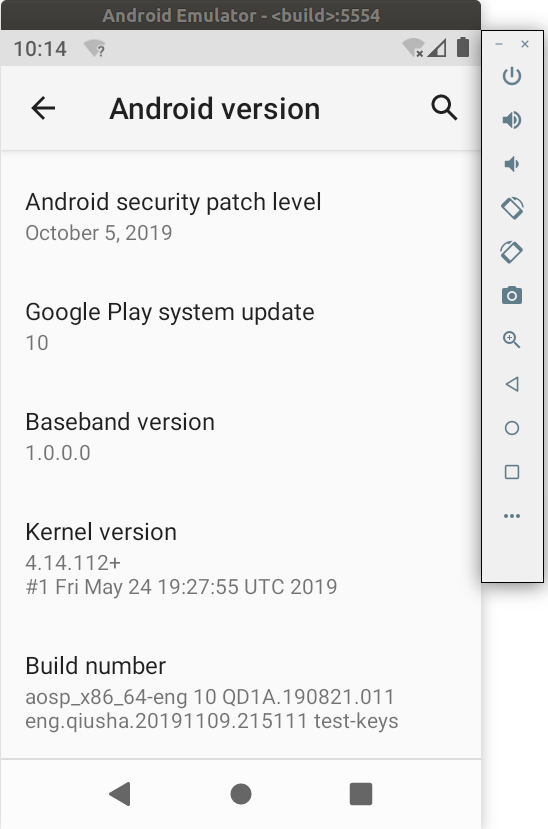 Android Emulator - <build>:5554
10:14
Android version
Android security patch level
October 5, 2019
Google Play system update
10
Baseband version
1.0.0.0
Kernel version
4.14.112+
#1 Fri May 24 19:27:55 UTC 2019
Build number
aosp_x86_64-eng 10 QD1A.190821.011
eng.qiusha.20191109.215111 test-keys